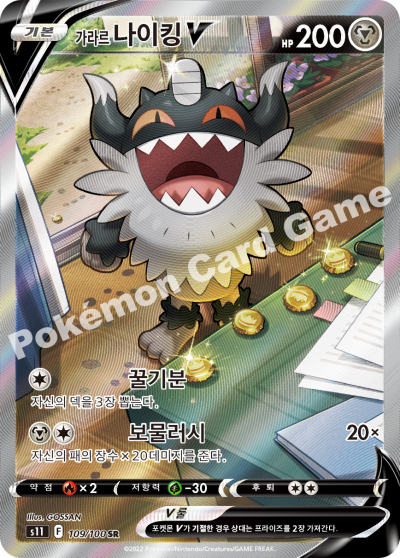 기본
가라르 나이킹 V
HP 200
Pokémon Card Game
꿀기분
자신의 덱을 3장 뽑는다.
보물러시 20×
자신의 패의 장수 × 20데미지를 준다.
약점 ×2 저항력 -30 후퇴
Illus. GOSSAN
V룰
s11 F 109/100 SR
포켓몬 V가 기절한 경우 상대는 프라이즈를 2장 가져간다.
©2022 Pokémon/Nintendo/Creatures/GAME FREAK.